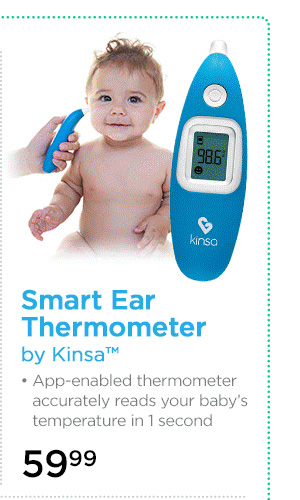 98.6°
kinsa
Smart Ear
Thermometer
by Kinsa™
• App-enabled thermometer
accurately reads your baby's
temperature in 1 second
59⁹⁹